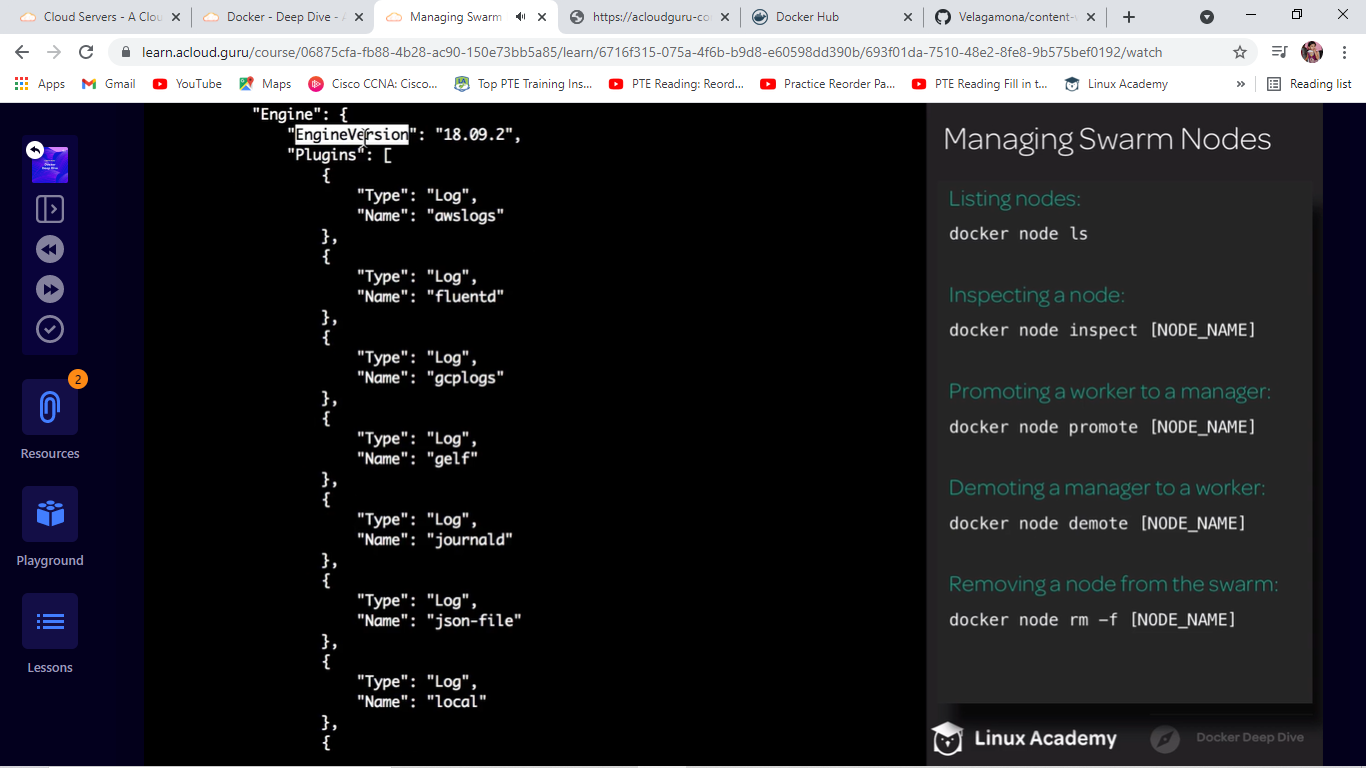 Cloud Servers - A Clou
Docker - Deep Dive - A
Managing Swarm
https://acloudguru-co
Docker Hub
Velagamona/content-
learn.acloud.guru/course/06875cfa-fb88-4b28-ac90-150e73bb5a85/learn/6716f315-075a-4f6b-b9d8-e60598dd390b/693f01da-7510-48e2-8fe8-9b575bef0192/watch
Apps
Gmail
YouTube
Maps
Cisco CCNA: Cisco...
Top PTE Training Ins...
PTE Reading: Reord...
Practice Reorder Pa...
PTE Reading Fill in t...
Linux Academy
»
Reading list
Docker
Deep Dive
2
Resources
Playground
Lessons
"Engine": {
"EngineVersion": "18.09.2",
"Plugins": [
{
"Type": "Log",
"Name": "awslogs"
},
{
"Type": "Log",
"Name": "fluentd"
},
{
"Type": "Log",
"Name": "gcplogs"
},
{
"Type": "Log",
"Name": "gelf"
},
{
"Type": "Log",
"Name": "journald"
},
{
"Type": "Log",
"Name": "json-file"
},
{
"Type": "Log",
"Name": "local"
},
{
Managing Swarm Nodes
Listing nodes:
docker node ls
Inspecting a node:
docker node inspect [NODE_NAME]
Promoting a worker to a manager:
docker node promote [NODE_NAME]
Demoting a manager to a worker:
docker node demote [NODE_NAME]
Removing a node from the swarm:
docker node rm -f [NODE_NAME]
Linux Academy
Docker Deep Dive